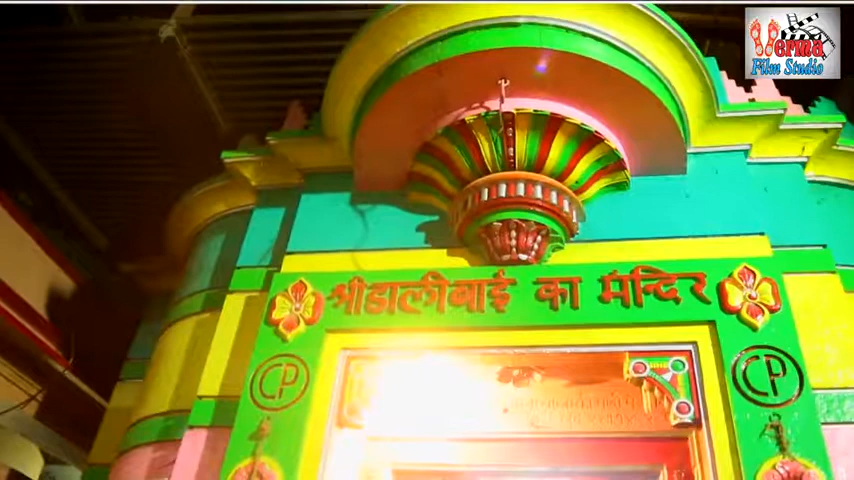 Verma
Film Studio
श्री डालीबाई का मन्दिर
CP CP